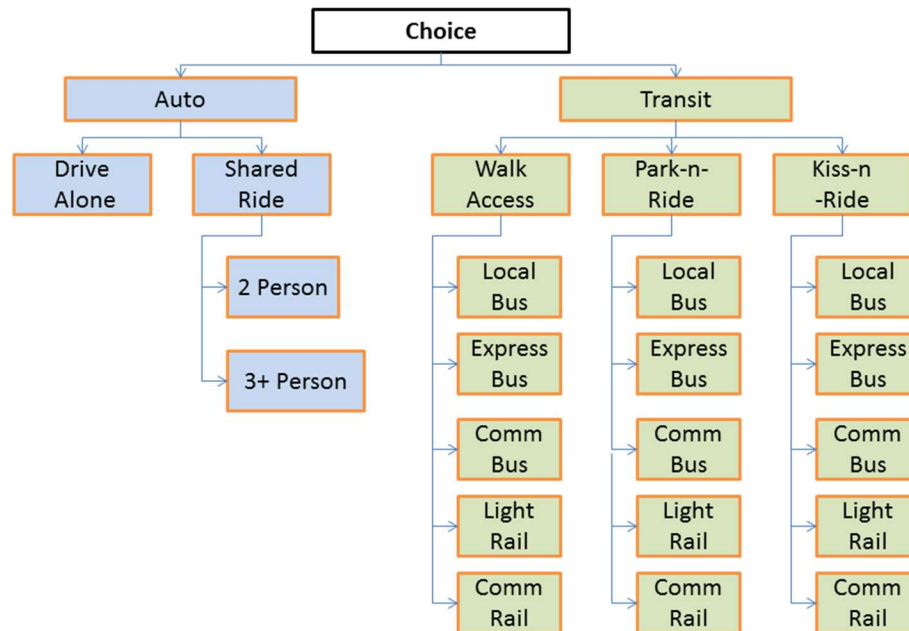 Choice
Auto
Transit
Drive
Alone
Shared
Ride
Walk
Access
Park-n-
Ride
Kiss-n
-Ride
2 Person
3+ Person
Local
Bus
Express
Bus
Comm
Bus
Light
Rail
Comm
Rail
Local
Bus
Express
Bus
Comm
Bus
Light
Rail
Comm
Rail
Local
Bus
Express
Bus
Comm
Bus
Light
Rail
Comm
Rail